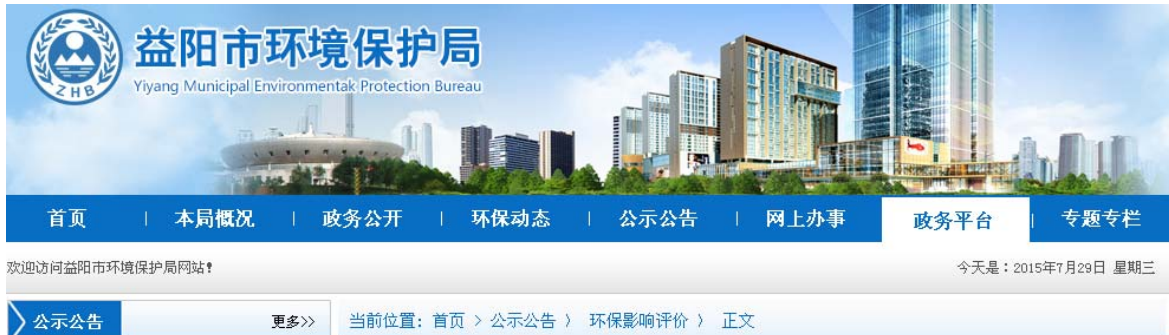 益阳市环境保护局
Yiyang Municipal Environmentak Protection Bureau
ZHB
首页 | 本局概况 | 政务公开 | 环保动态 | 公示公告 | 网上办事 政务平台 | 专题专栏
欢迎访问益阳市环境保护局网站! 今天是：2015年7月29日 星期三
公示公告 更多>> 当前位置：首页 > 公示公告 〉 环保影响评价 〉 正文